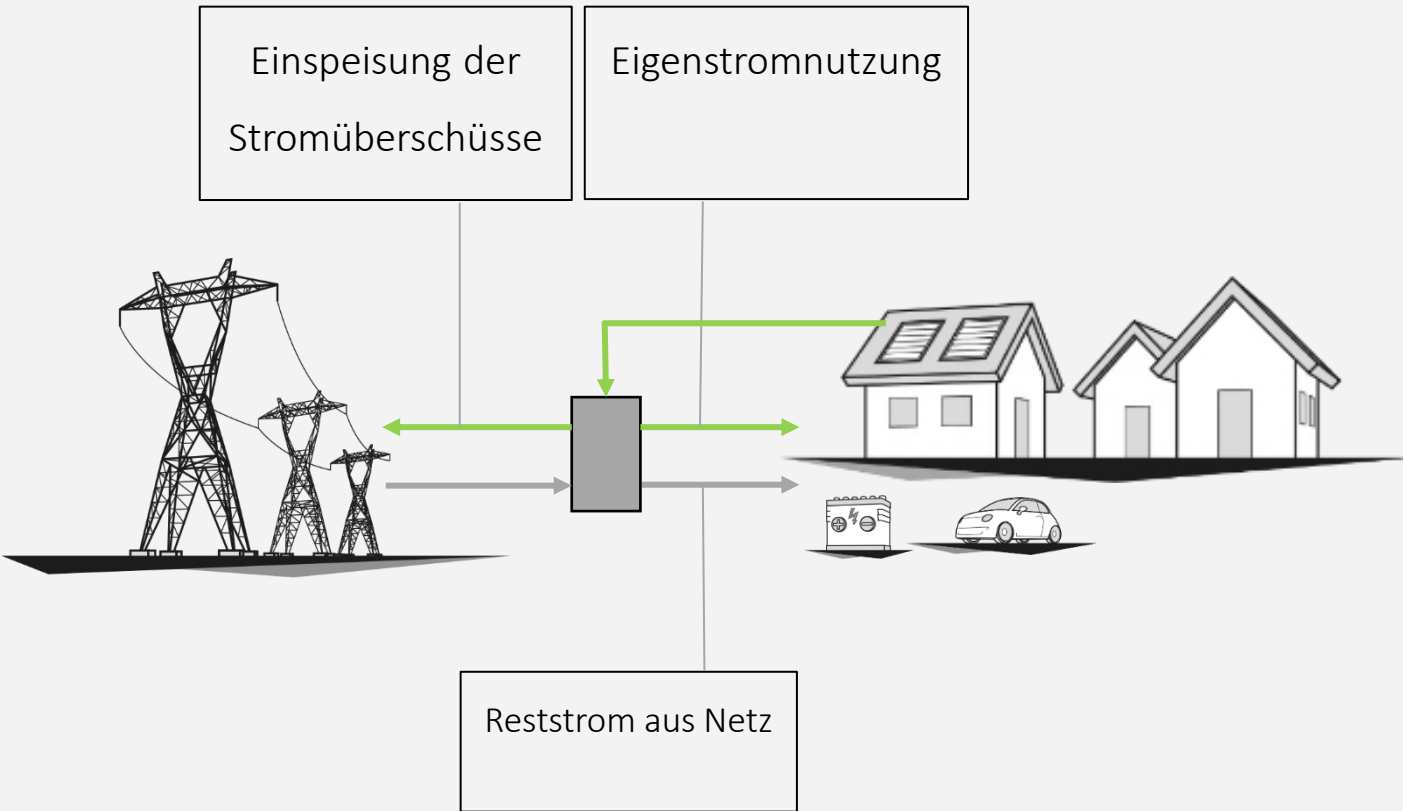 Einspeisung der
Stromüberschüsse
Eigenstromnutzung
Reststrom aus Netz